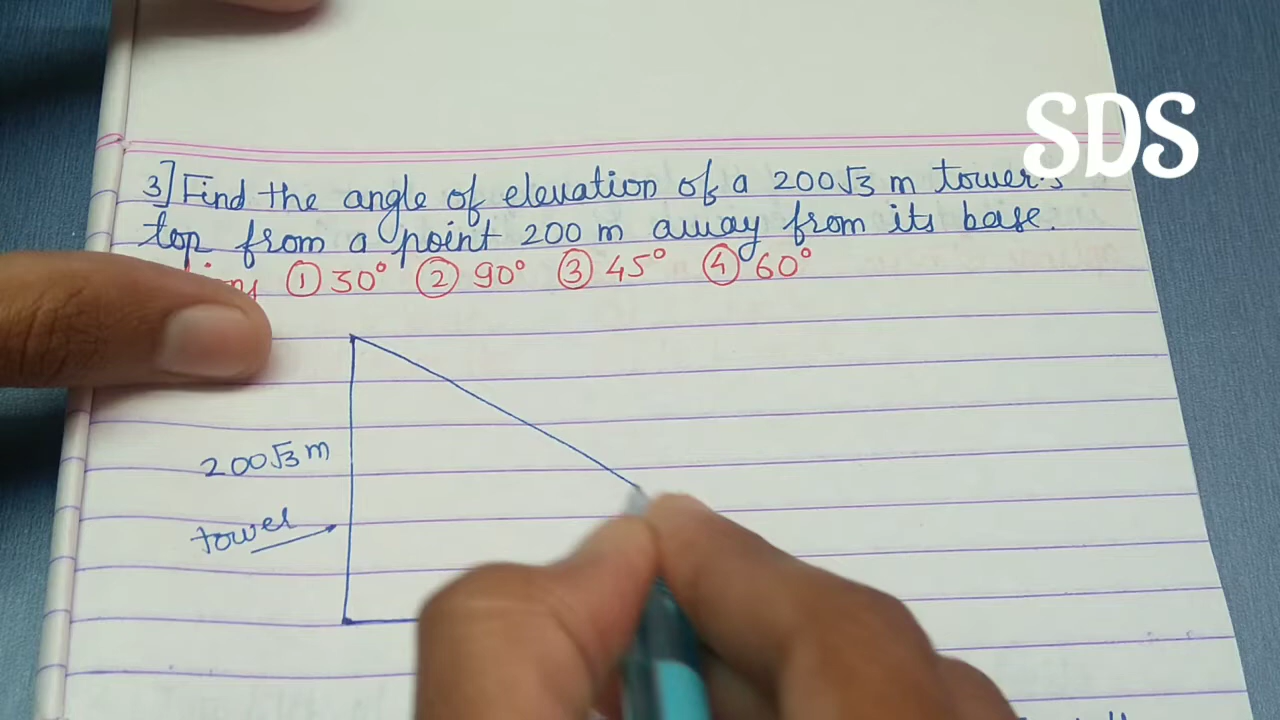 SDS
3] Find the angle of elevation of a 200√3 m tower's
top from a point 200 m away from its base.
① 30° ② 90° ③ 45° ④ 60°
200√3 m
tower